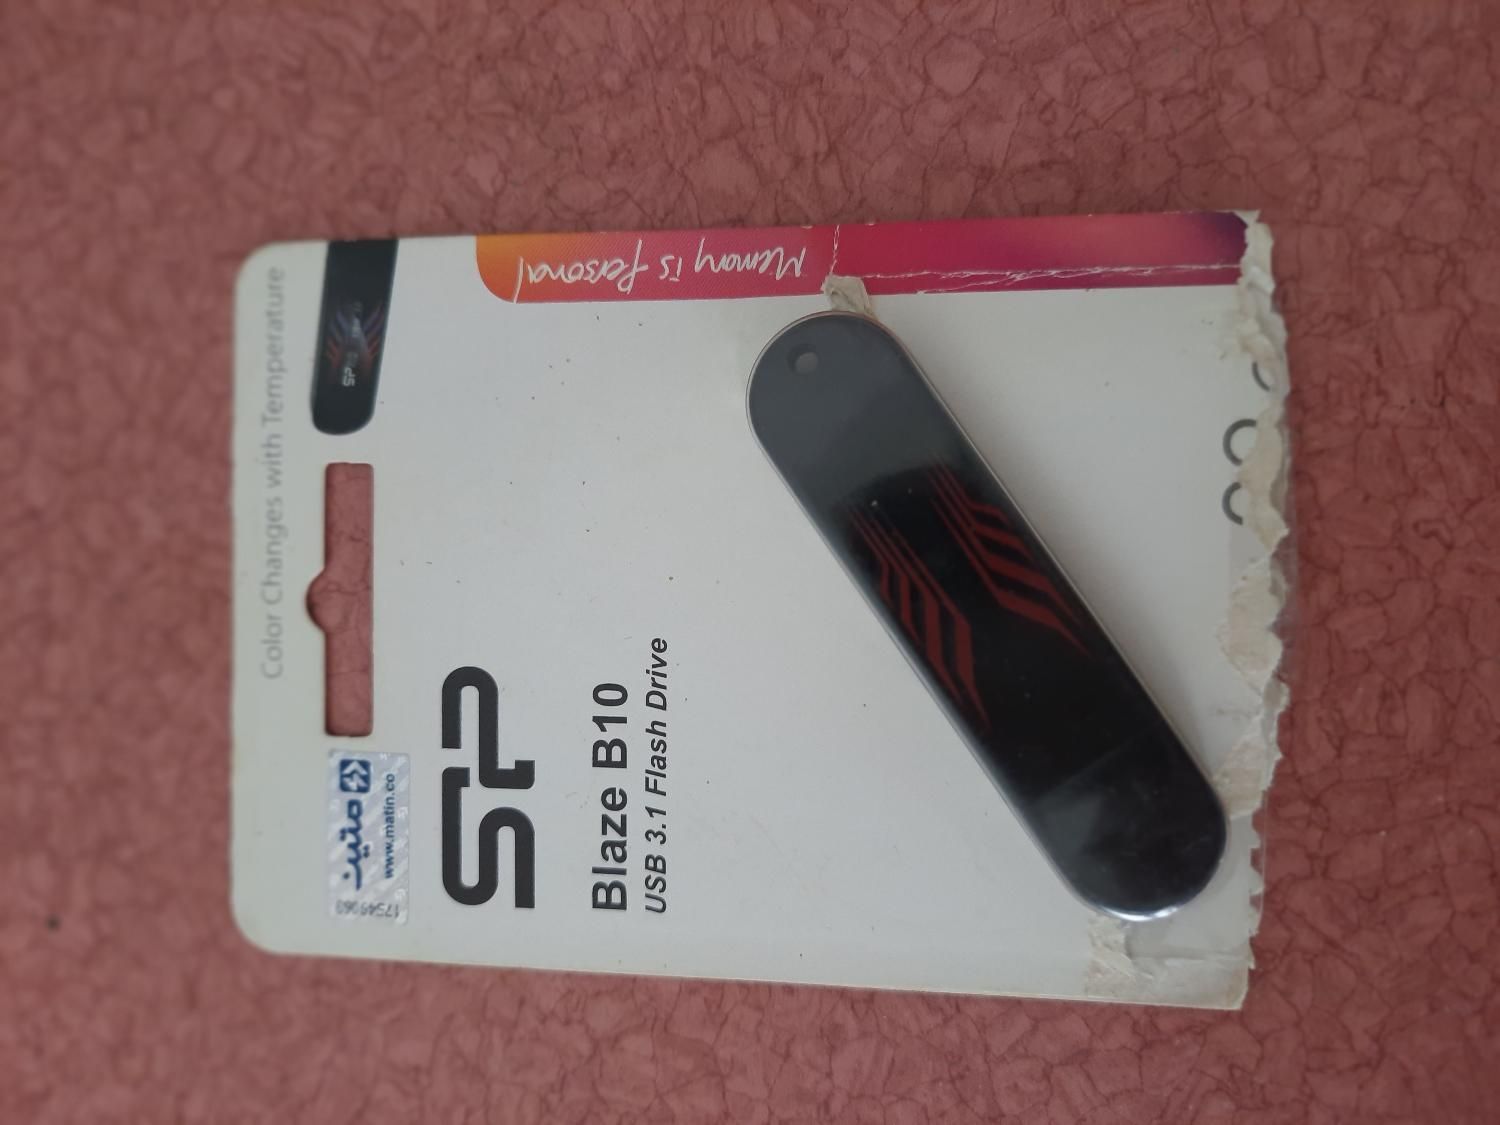 Color Changes with Temperature
SP
متین
www.matin.co
SP
Blaze B10
USB 3.1 Flash Drive
Memory is Personal